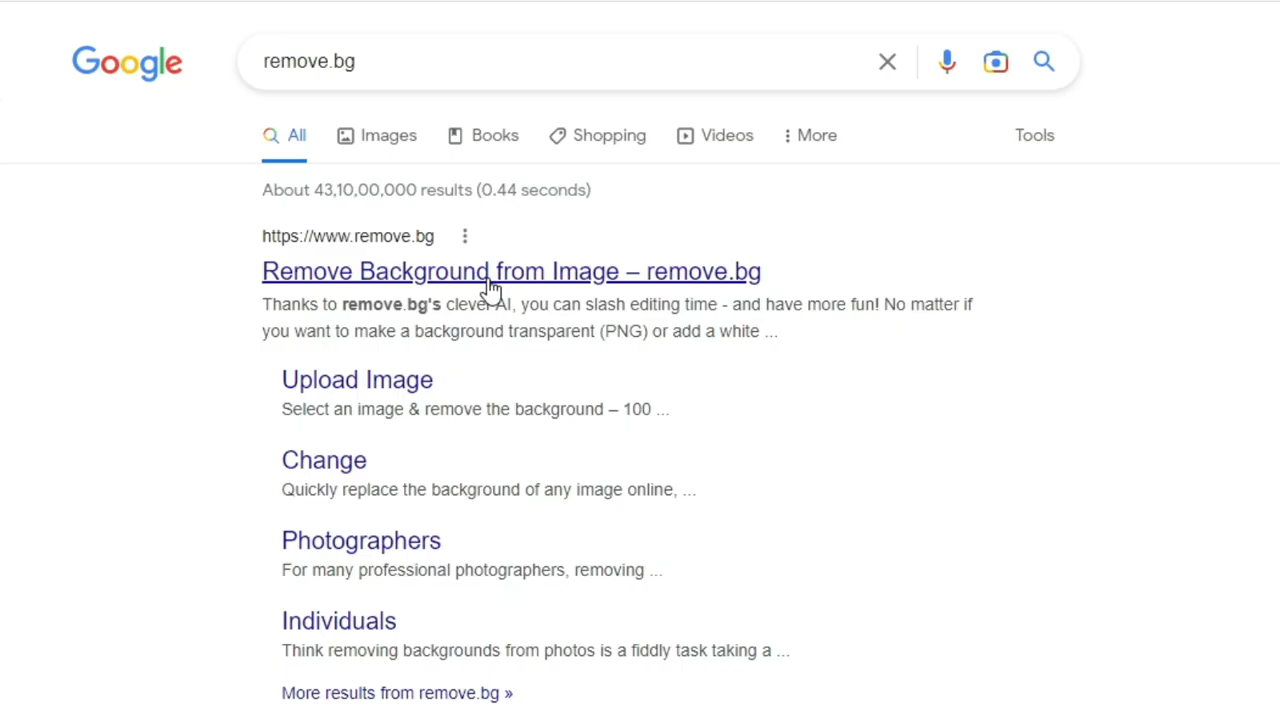 Google
remove.bg
All Images Books Shopping Videos More Tools
About 43,10,00,000 results (0.44 seconds)
https://www.remove.bg
Remove Background from Image – remove.bg
Thanks to remove.bg's clever AI, you can slash editing time - and have more fun! No matter if
you want to make a background transparent (PNG) or add a white ...
Upload Image
Select an image & remove the background – 100 ...
Change
Quickly replace the background of any image online, ...
Photographers
For many professional photographers, removing ...
Individuals
Think removing backgrounds from photos is a fiddly task taking a ...
More results from remove.bg »